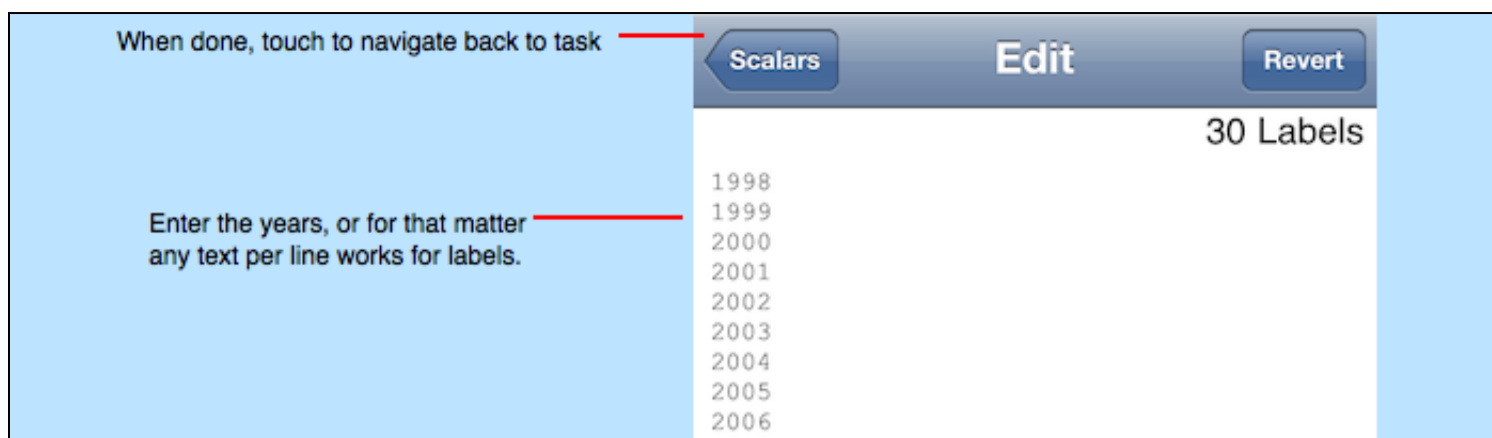 When done, touch to navigate back to task
Scalars
Edit
Revert
30 Labels
Enter the years, or for that matter
any text per line works for labels.
1998
1999
2000
2001
2002
2003
2004
2005
2006